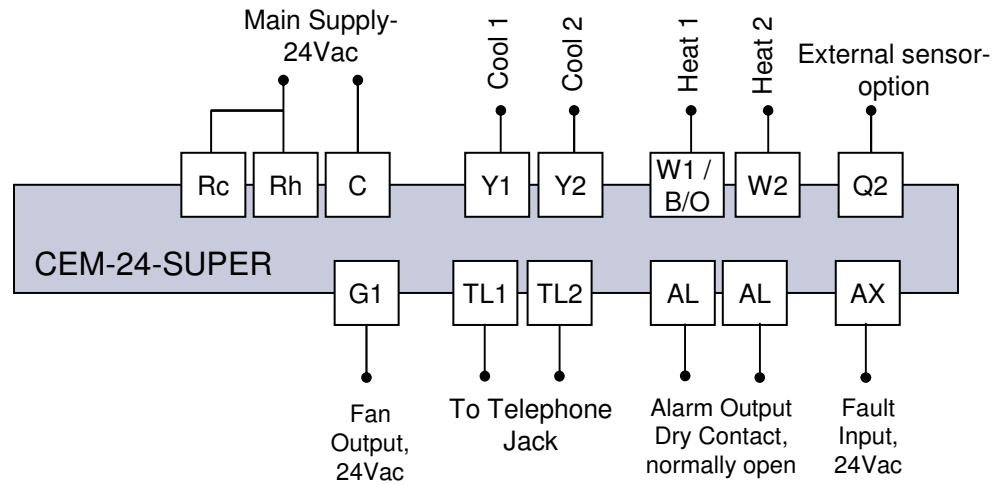 Main Supply-
24Vac
Cool 1
Cool 2
Heat 1
Heat 2
External sensor-
option
Rc
Rh
C
Y1
Y2
W1 /
B/O
W2
Q2
CEM-24-SUPER
G1
TL1
TL2
AL
AL
AX
Fan
Output,
24Vac
To Telephone
Jack
Alarm Output
Dry Contact,
normally open
Fault
Input,
24Vac